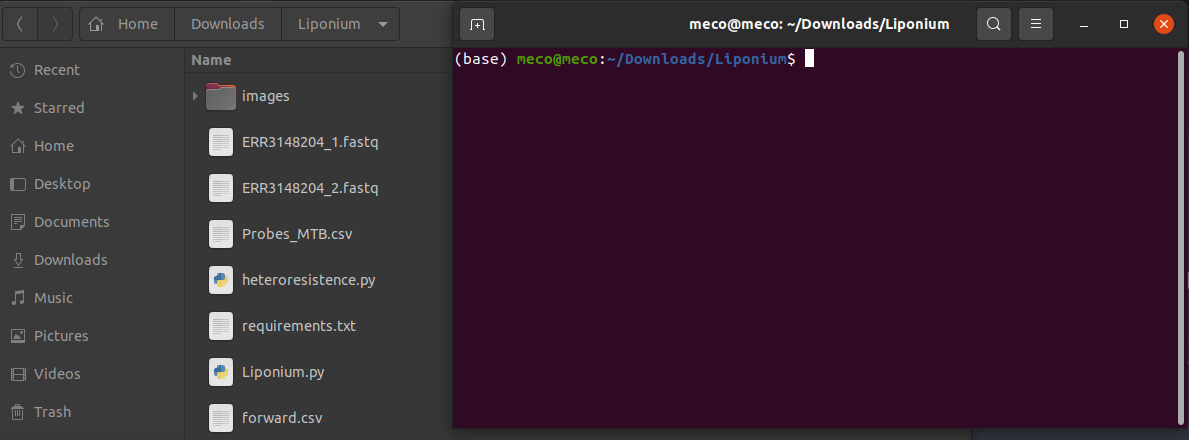 Home Downloads Liponium
meco@meco: ~/Downloads/Liponium
Recent
Starred
Home
Desktop
Documents
Downloads
Music
Pictures
Videos
Trash
Name
images
ERR3148204_1.fastq
ERR3148204_2.fastq
Probes_MTB.csv
heteroresistence.py
requirements.txt
Liponium.py
forward.csv
(base) meco@meco:~/Downloads/Liponium$